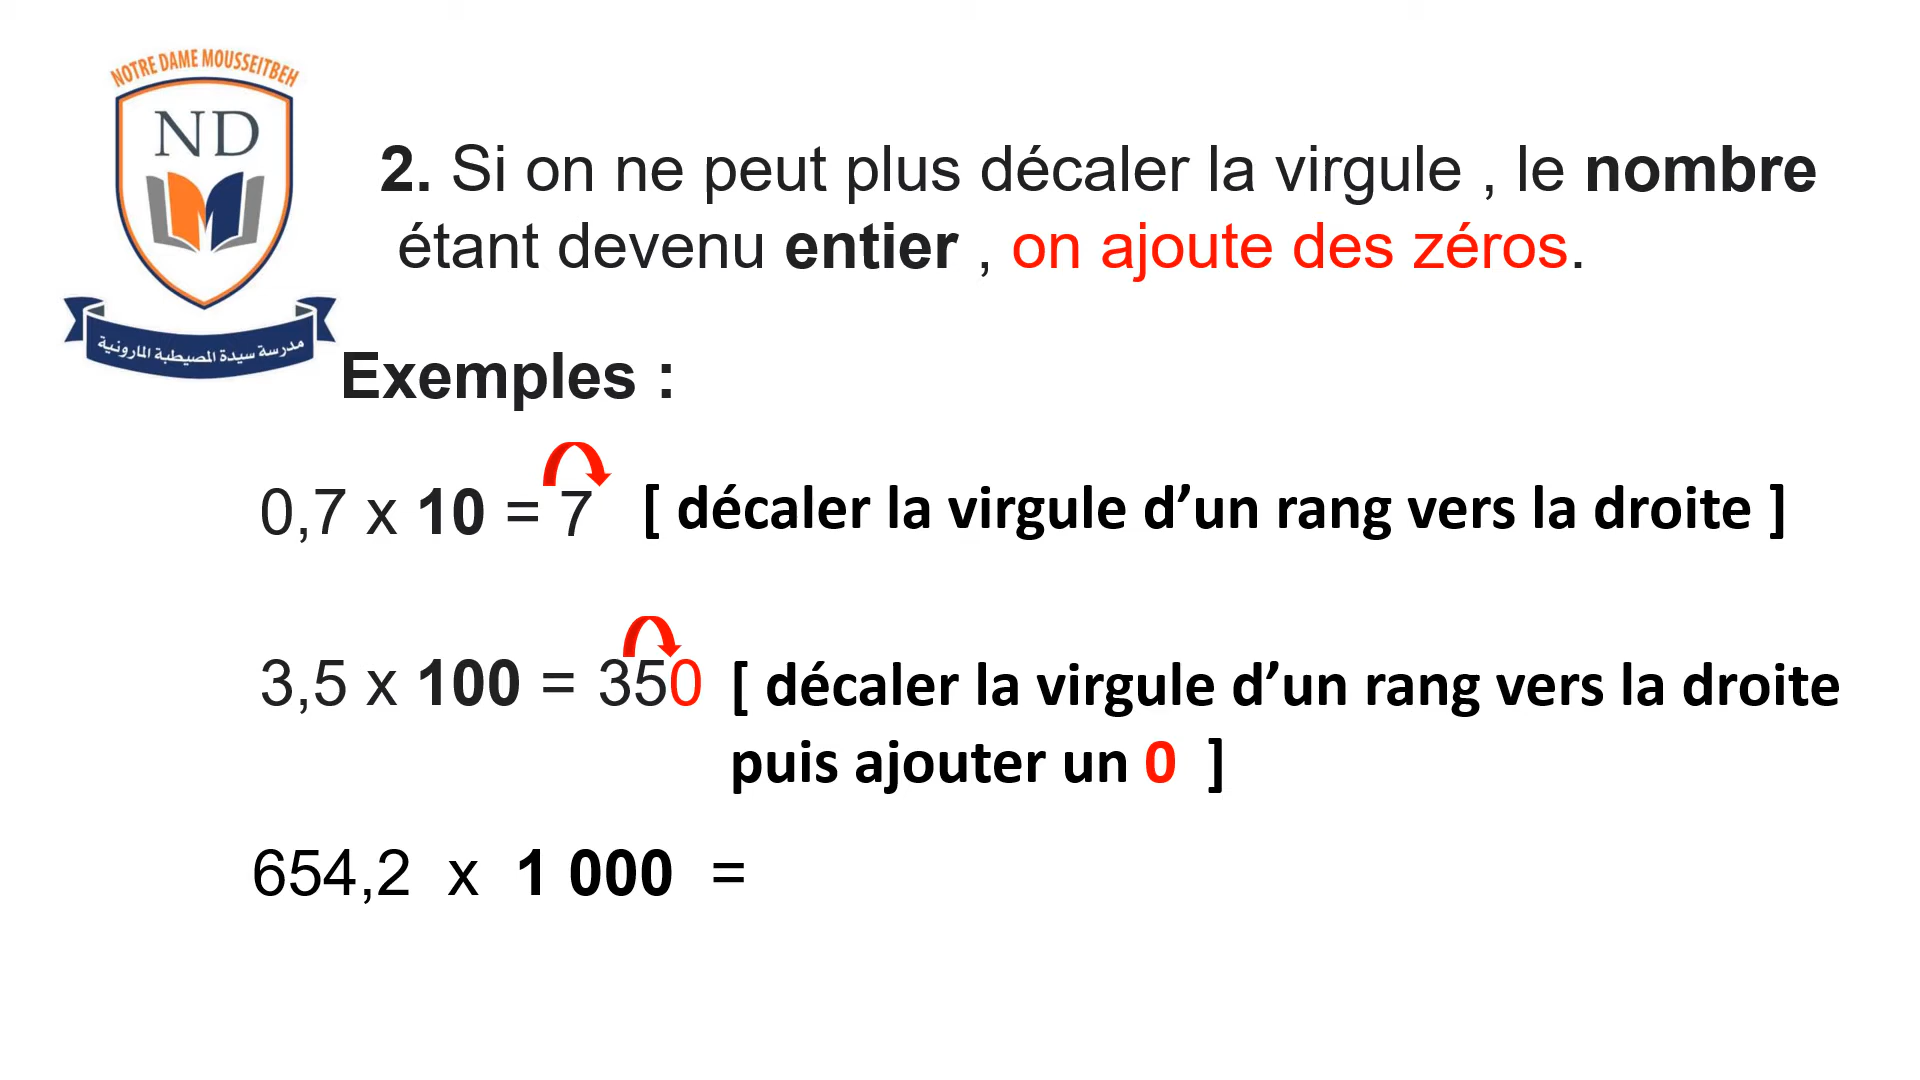 NOTRE DAME MOUSSEITBEH
ND
مدرسة سيدة المصيطبة المارونية
2. Si on ne peut plus décaler la virgule , le nombre
étant devenu entier , on ajoute des zéros.
Exemples :
0,7 x 10 = 7 [ décaler la virgule d’un rang vers la droite ]
3,5 x 100 = 350 [ décaler la virgule d’un rang vers la droite
puis ajouter un 0 ]
654,2 x 1 000 =